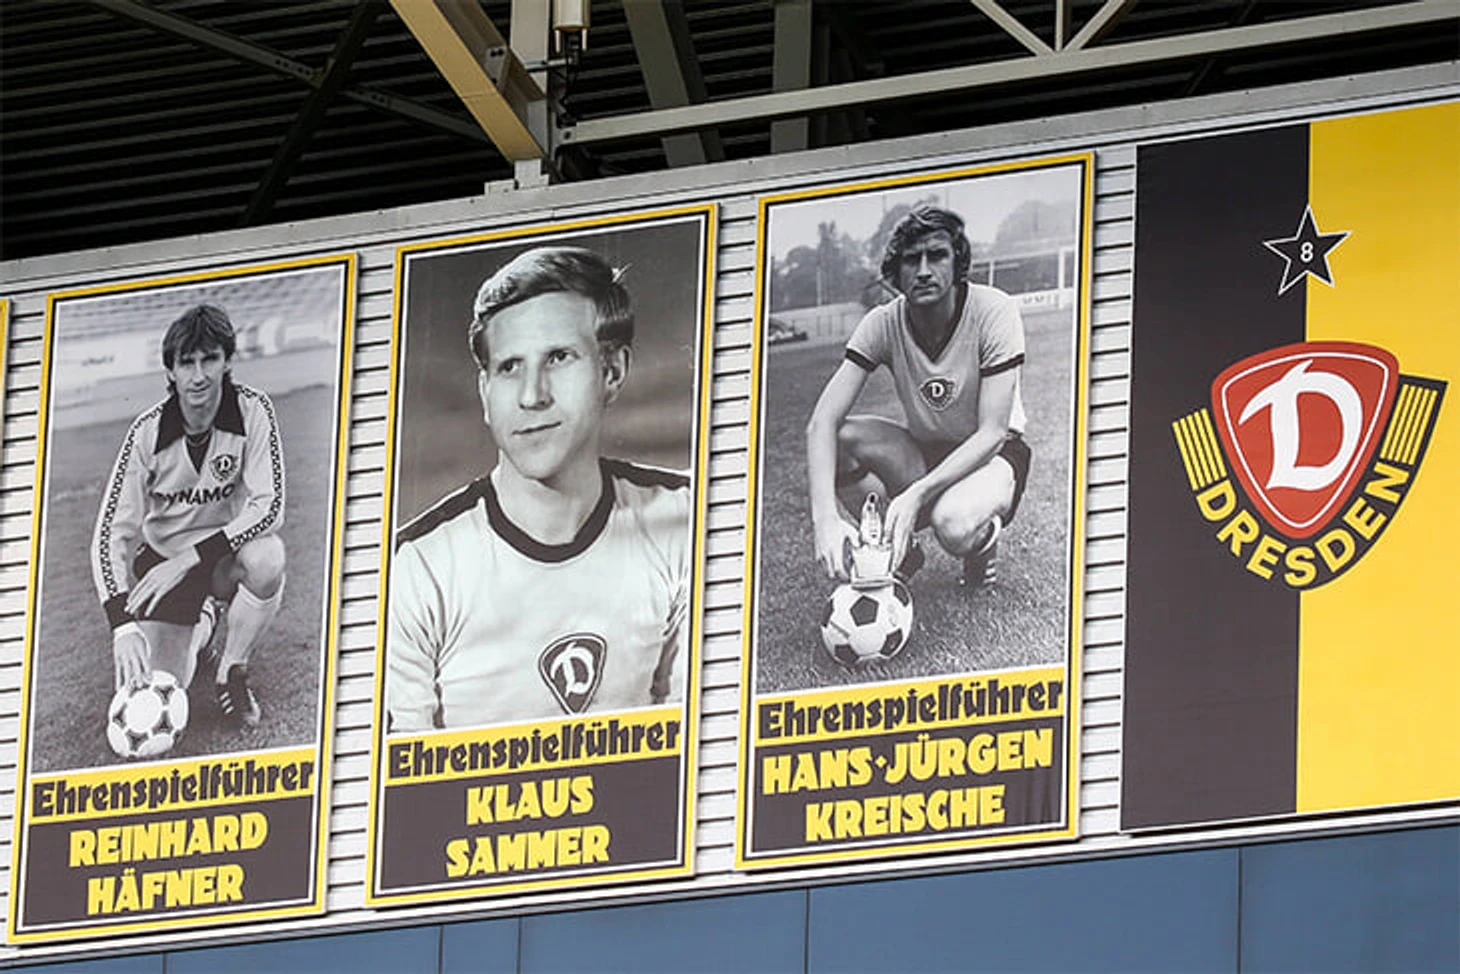 DYNAMO
D
Ehrenspielführer
REINHARD
HÄFNER
D
Ehrenspielführer
KLAUS
SAMMER
D
Ehrenspielführer
HANS-JÜRGEN
KREISCHE
8
D
DRESDEN